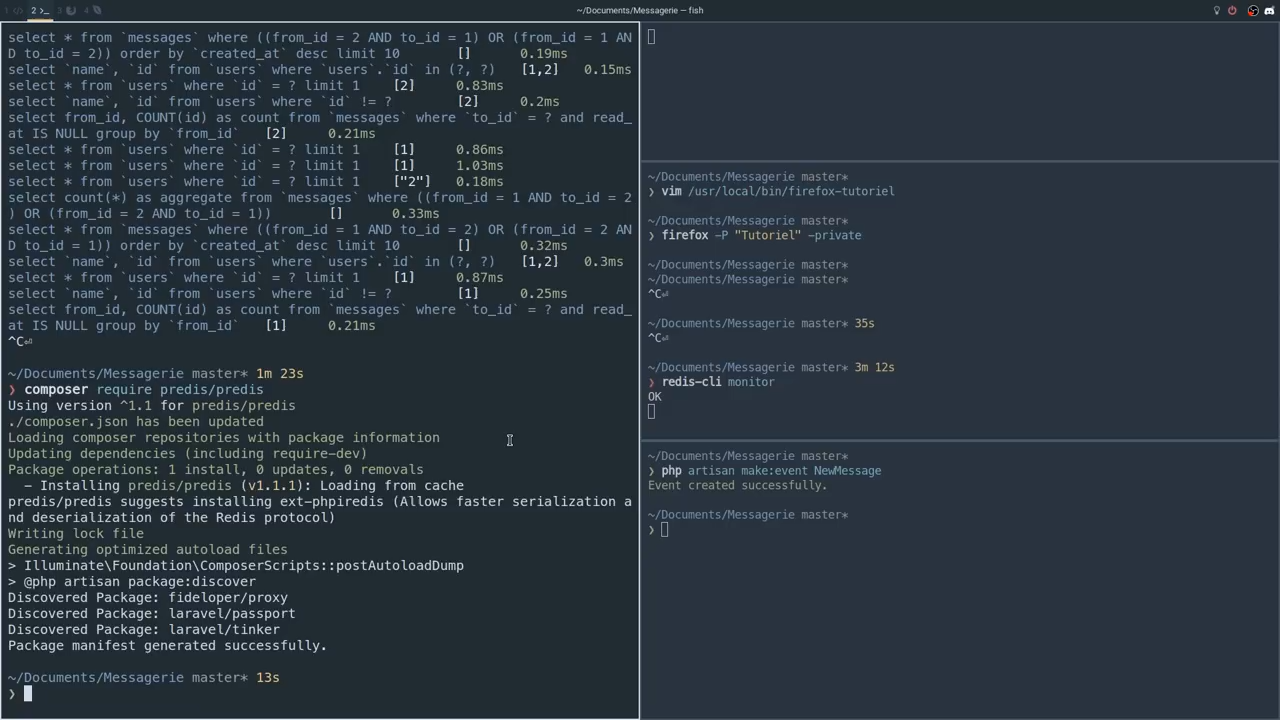 1 </> 2 >_ 3 4
~/Documents/Messagerie — fish
select * from `messages` where ((from_id = 2 AND to_id = 1) OR (from_id = 1 AN
D to_id = 2)) order by `created_at` desc limit 10 [] 0.19ms
select `name`, `id` from `users` where `users`.`id` in (?, ?) [1,2] 0.15ms
select * from `users` where `id` = ? limit 1 [2] 0.83ms
select `name`, `id` from `users` where `id` != ? [2] 0.2ms
select from_id, COUNT(id) as count from `messages` where `to_id` = ? and read_
at IS NULL group by `from_id` [2] 0.21ms
select * from `users` where `id` = ? limit 1 [1] 0.86ms
select * from `users` where `id` = ? limit 1 [1] 1.03ms
select * from `users` where `id` = ? limit 1 ["2"] 0.18ms
select count(*) as aggregate from `messages` where ((from_id = 1 AND to_id = 2
) OR (from_id = 2 AND to_id = 1)) [] 0.33ms
select * from `messages` where ((from_id = 1 AND to_id = 2) OR (from_id = 2 AN
D to_id = 1)) order by `created_at` desc limit 10 [] 0.32ms
select `name`, `id` from `users` where `users`.`id` in (?, ?) [1,2] 0.3ms
select * from `users` where `id` = ? limit 1 [1] 0.87ms
select `name`, `id` from `users` where `id` != ? [1] 0.25ms
select from_id, COUNT(id) as count from `messages` where `to_id` = ? and read_
at IS NULL group by `from_id` [1] 0.21ms
^C⏎
~/Documents/Messagerie master* 1m 23s
❯ composer require predis/predis
Using version ^1.1 for predis/predis
./composer.json has been updated
Loading composer repositories with package information
Updating dependencies (including require-dev)
Package operations: 1 install, 0 updates, 0 removals
– Installing predis/predis (v1.1.1): Loading from cache
predis/predis suggests installing ext-phpiredis (Allows faster serialization a
nd deserialization of the Redis protocol)
Writing lock file
Generating optimized autoload files
> Illuminate\Foundation\ComposerScripts::postAutoloadDump
> @php artisan package:discover
Discovered Package: fideloper/proxy
Discovered Package: laravel/passport
Discovered Package: laravel/tinker
Package manifest generated successfully.
~/Documents/Messagerie master* 13s
❯
~/Documents/Messagerie master*
❯ vim /usr/local/bin/firefox-tutoriel
~/Documents/Messagerie master*
❯ firefox -P "Tutoriel" -private
~/Documents/Messagerie master*
~/Documents/Messagerie master*
^C⏎
~/Documents/Messagerie master* 35s
^C⏎
~/Documents/Messagerie master* 3m 12s
❯ redis-cli monitor
OK
❯ php artisan make:event NewMessage
Event created successfully.
~/Documents/Messagerie master*
❯